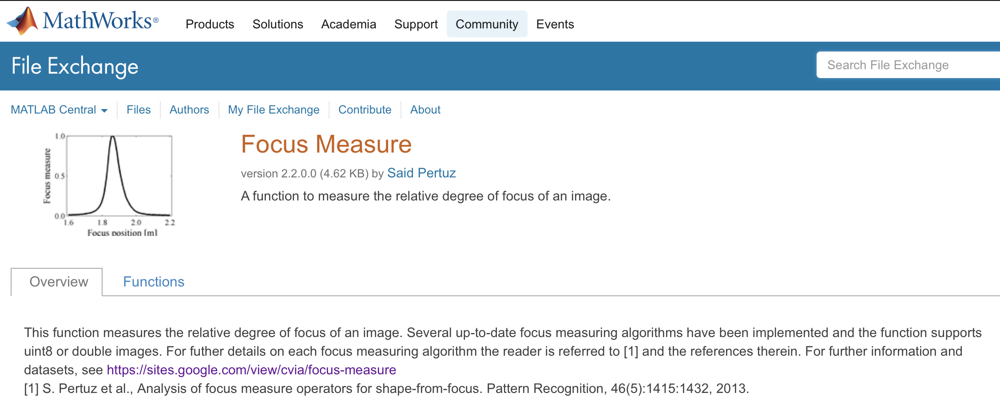 MathWorks®
Products Solutions Academia Support Community Events
File Exchange
Search File Exchange
MATLAB Central Files Authors My File Exchange Contribute About
1.0
0.5
0.0
Focus measure
1.6 1.8 2.0 2.2
Focus position [m]
Focus Measure
version 2.2.0.0 (4.62 KB) by Said Pertuz
A function to measure the relative degree of focus of an image.
Overview Functions
This function measures the relative degree of focus of an image. Several up-to-date focus measuring algorithms have been implemented and the function supports
uint8 or double images. For futher details on each focus measuring algorithm the reader is referred to [1] and the references therein. For further information and
datasets, see https://sites.google.com/view/cvia/focus-measure
[1] S. Pertuz et al., Analysis of focus measure operators for shape-from-focus. Pattern Recognition, 46(5):1415:1432, 2013.